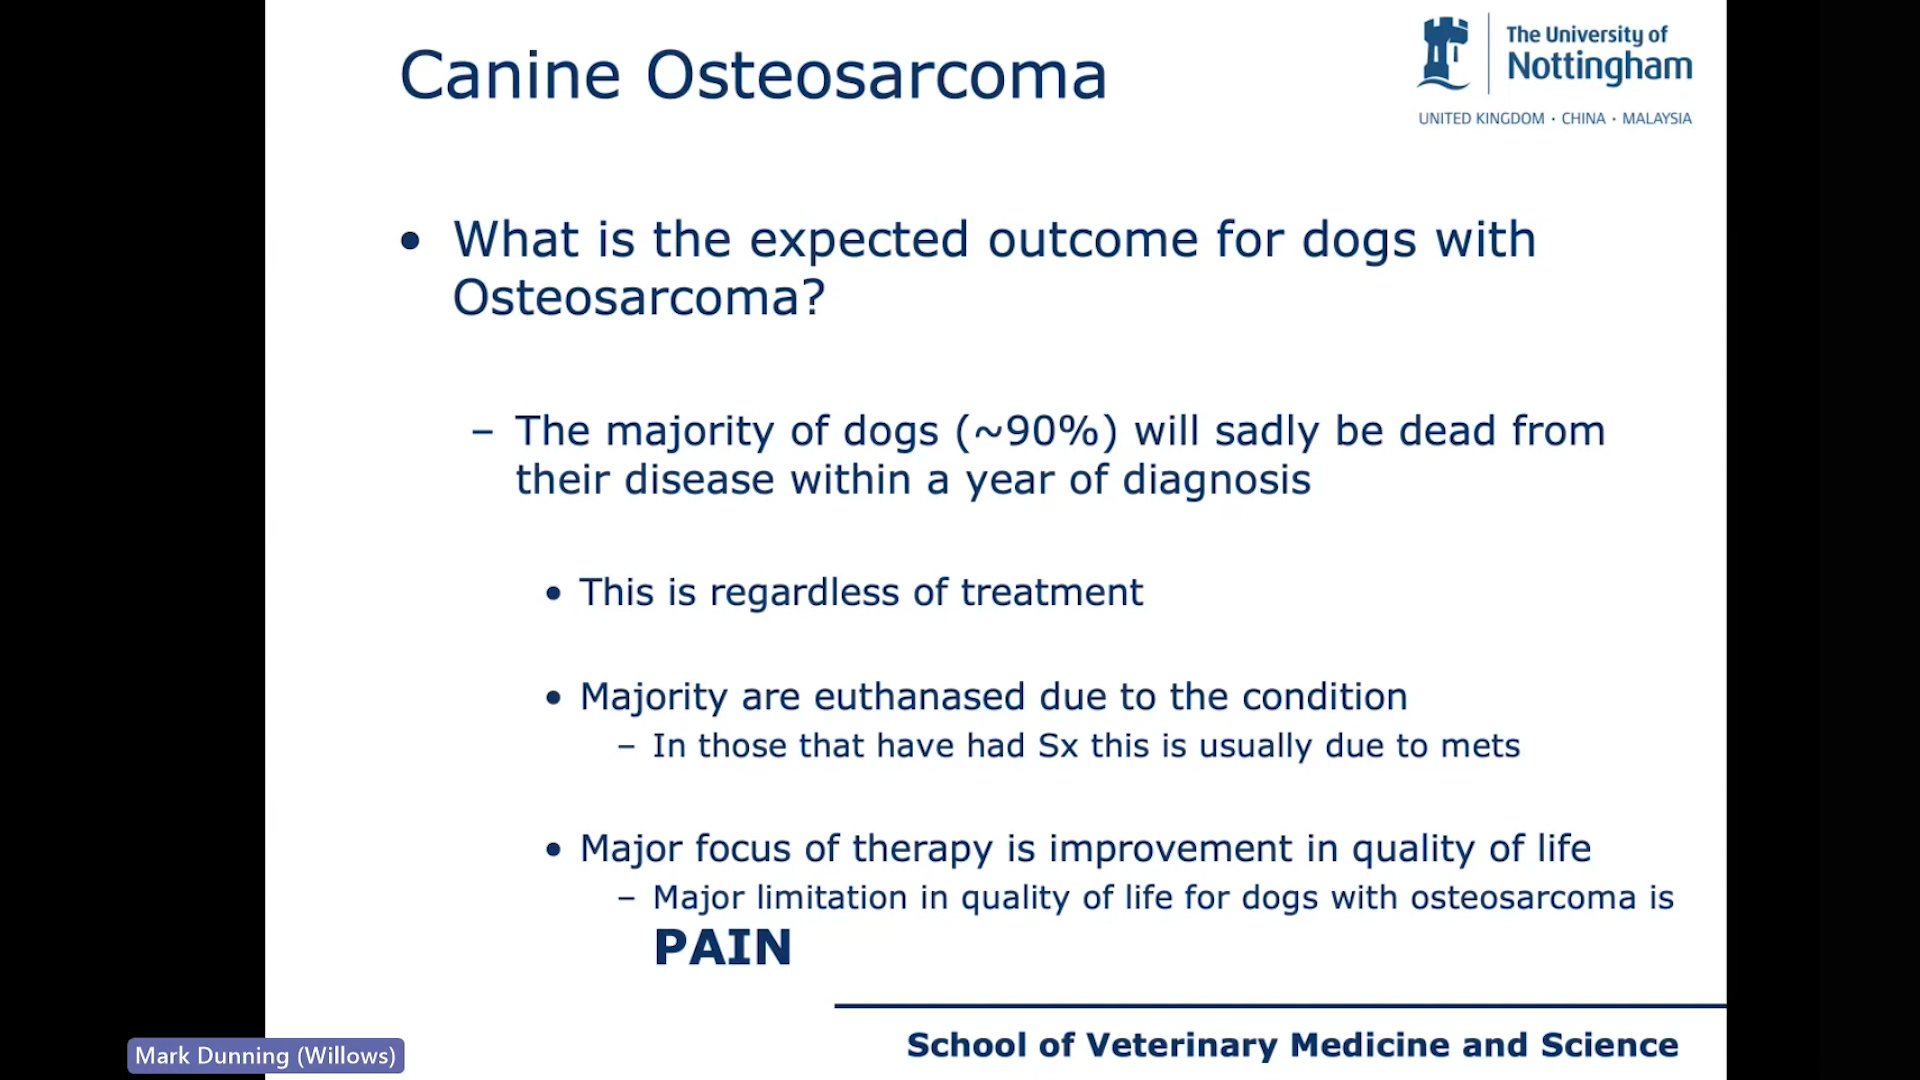 Canine Osteosarcoma
The University of
Nottingham
UNITED KINGDOM · CHINA · MALAYSIA
• What is the expected outcome for dogs with
Osteosarcoma?
– The majority of dogs (~90%) will sadly be dead from
their disease within a year of diagnosis
• This is regardless of treatment
• Majority are euthanased due to the condition
– In those that have had Sx this is usually due to mets
• Major focus of therapy is improvement in quality of life
– Major limitation in quality of life for dogs with osteosarcoma is
PAIN
School of Veterinary Medicine and Science
Mark Dunning (Willows)